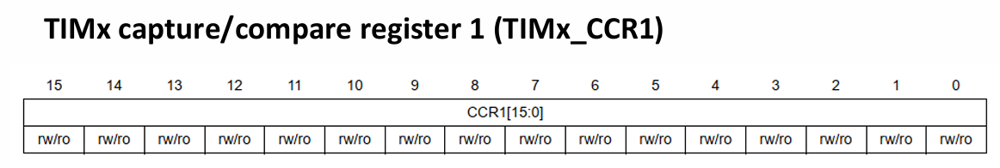 TIMx capture/compare register 1 (TIMx_CCR1)
15 14 13 12 11 10 9 8 7 6 5 4 3 2 1 0
CCR1[15:0]
rw/ro rw/ro rw/ro rw/ro rw/ro rw/ro rw/ro rw/ro rw/ro rw/ro rw/ro rw/ro rw/ro rw/ro rw/ro rw/ro